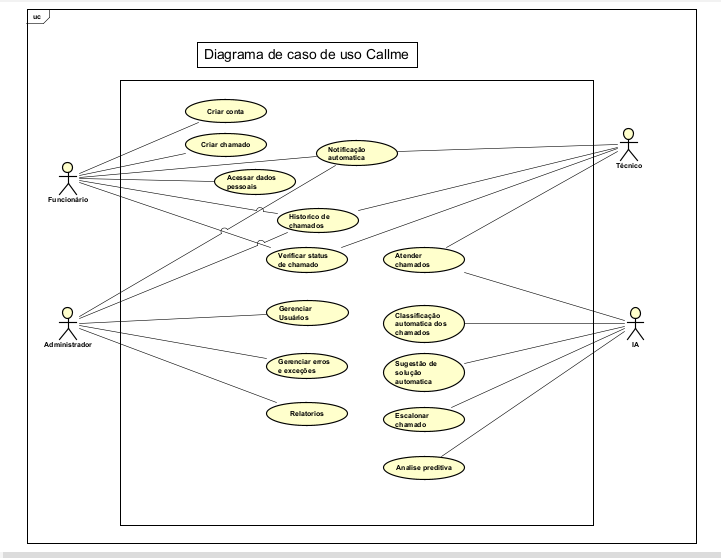 uc
Diagrama de caso de uso Callme
Criar conta
Criar chamado
Notificação
automatica
Técnico
Acessar dados
pessoais
Funcionário
Historico de
chamados
Verificar status
de chamado
Atender
chamados
Gerenciar
Usuários
Classificação
automatica dos
chamados
Administrador
IA
Gerenciar erros
e exceções
Sugestão de
solução
automatica
Relatorios
Escalonar
chamado
Analise preditiva